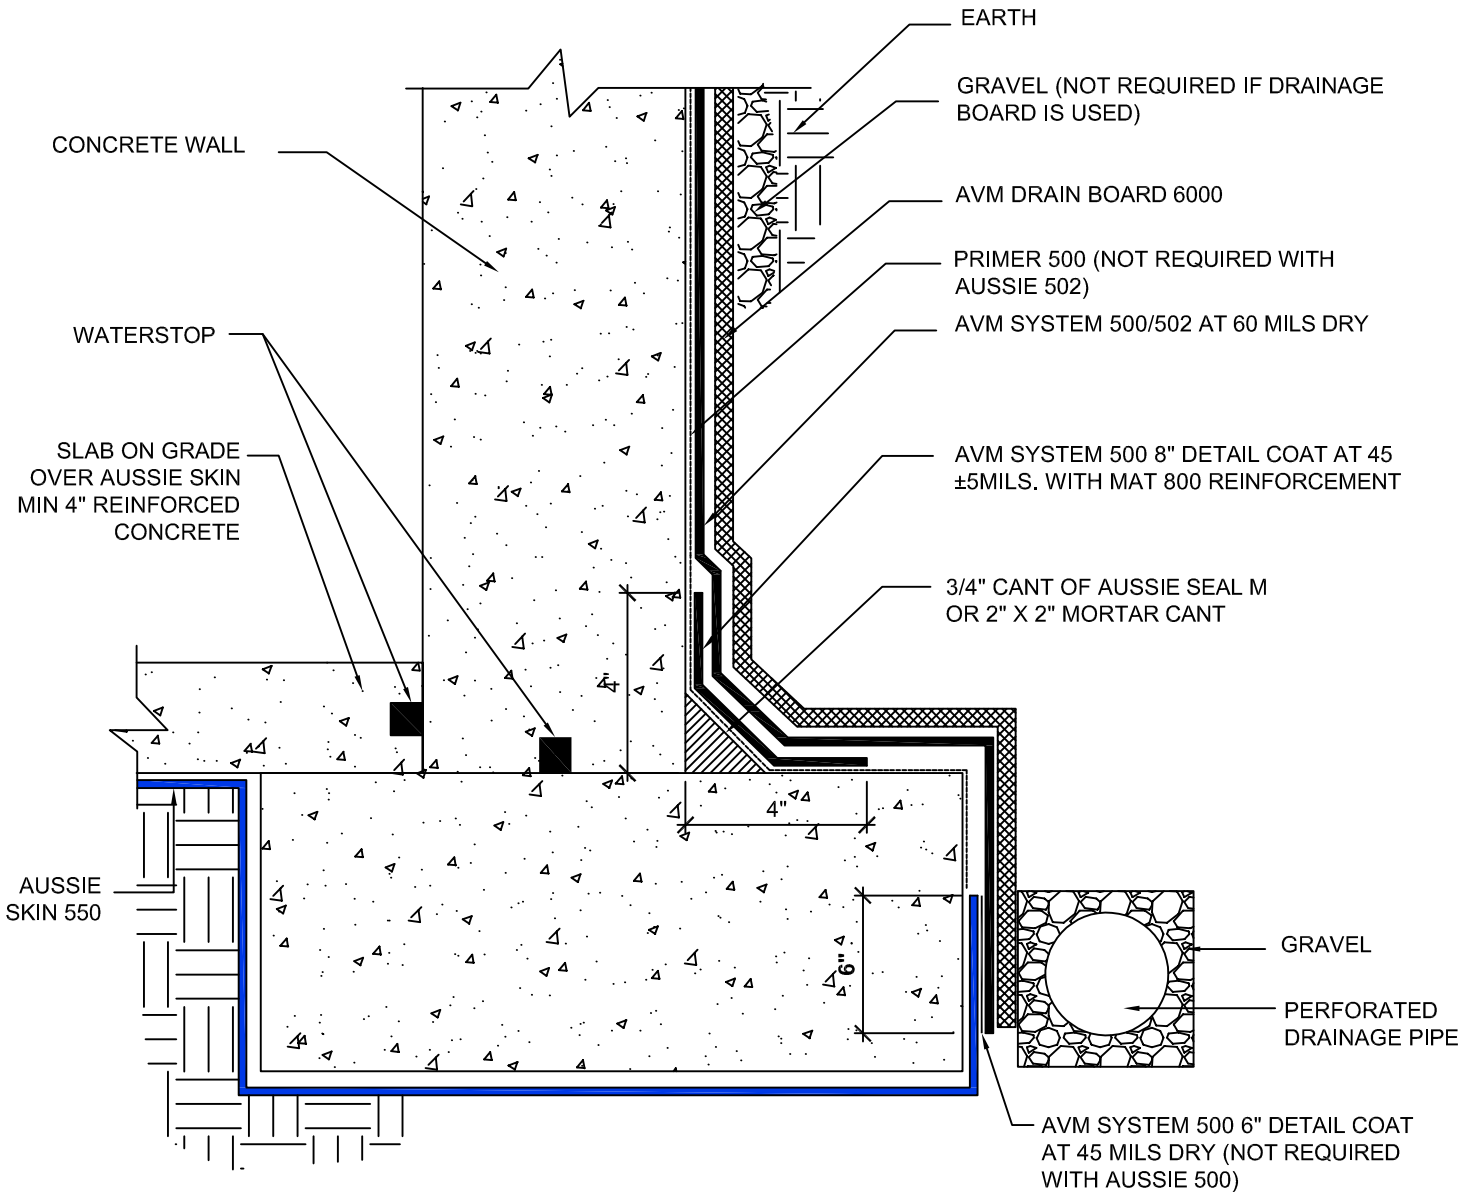 EARTH
GRAVEL (NOT REQUIRED IF DRAINAGE
BOARD IS USED)
CONCRETE WALL
AVM DRAIN BOARD 6000
PRIMER 500 (NOT REQUIRED WITH
AUSSIE 502)
AVM SYSTEM 500/502 AT 60 MILS DRY
WATERSTOP
SLAB ON GRADE
OVER AUSSIE SKIN
MIN 4" REINFORCED
CONCRETE
AVM SYSTEM 500 8" DETAIL COAT AT 45
±5MILS. WITH MAT 800 REINFORCEMENT
3/4" CANT OF AUSSIE SEAL M
OR 2" X 2" MORTAR CANT
4"
4"
AUSSIE
SKIN 550
6"
GRAVEL
PERFORATED
DRAINAGE PIPE
AVM SYSTEM 500 6" DETAIL COAT
AT 45 MILS DRY (NOT REQUIRED
WITH AUSSIE 500)